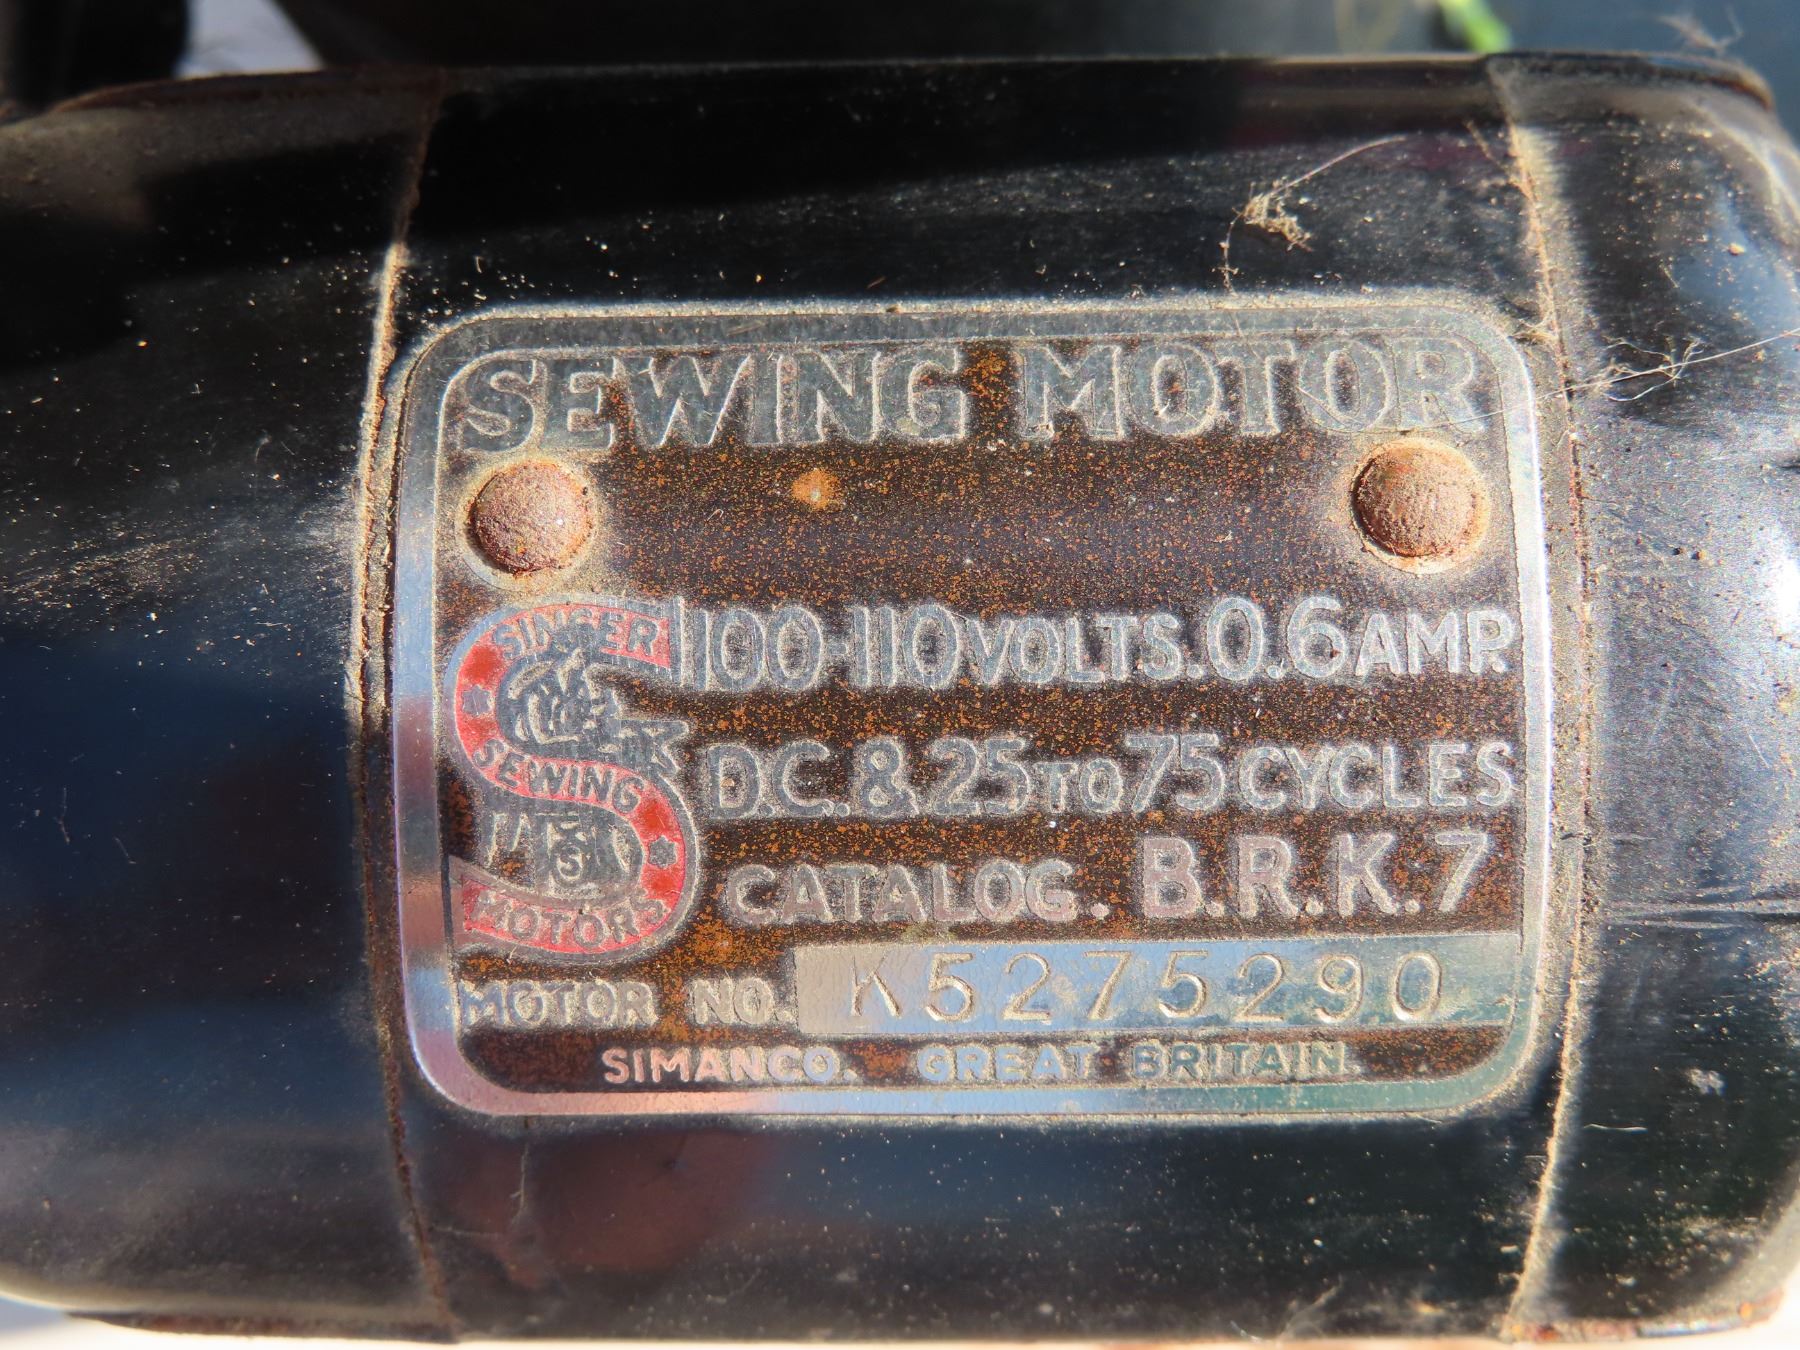 SEWING MOTOR
SINGER
SEWING
MOTORS
100-110 VOLTS. 0.6 AMP.
D.C. & 25 TO 75 CYCLES
CATALOG. B.R.K.7
MOTOR NO. K5275290
SIMANCO. GREAT BRITAIN.